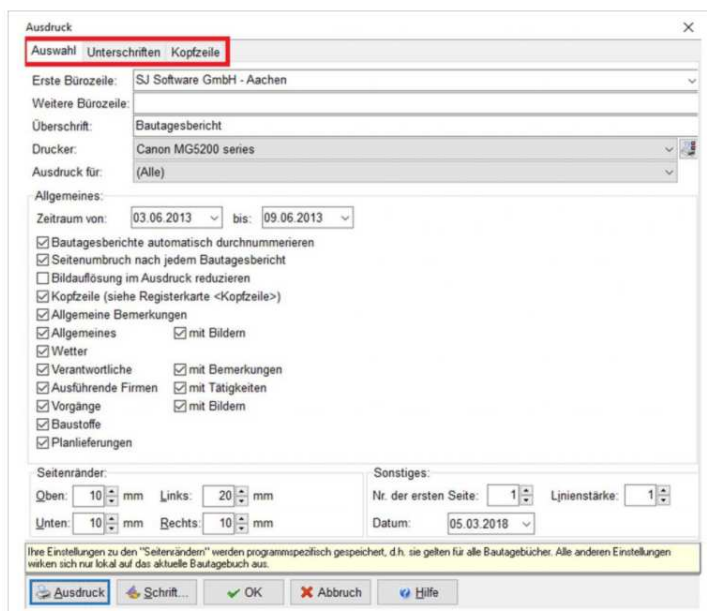 Ausdruck
Auswahl Unterschriften Kopfzeile
Erste Bürozeile: SJ Software GmbH - Aachen
Weitere Bürozeile:
Überschrift: Bautagesbericht
Drucker: Canon MG5200 series
Ausdruck für: (Alle)
Allgemeines:
Zeitraum von: 03.06.2013 bis: 09.06.2013
Bautagesberichte automatisch durchnummerieren
Seitenumbruch nach jedem Bautagesbericht
Bildauflösung im Ausdruck reduzieren
Kopfzeile (siehe Registerkarte <Kopfzeile>)
Allgemeine Bemerkungen
Allgemeines mit Bildern
Wetter
Verantwortliche mit Bemerkungen
Ausführende Firmen mit Tätigkeiten
Vorgänge mit Bildern
Baustoffe
Planlieferungen
Seitenränder: Sonstiges:
Oben: 10 mm Links: 20 mm Nr. der ersten Seite: 1 Linienstärke: 1
Unten: 10 mm Rechts: 10 mm Datum: 05.03.2018
Ihre Einstellungen zu den "Seitenrändern" werden programmspezifisch gespeichert, d.h. sie gelten für alle Bautagebücher. Alle anderen Einstellungen
wirken sich nur lokal auf das aktuelle Bautagebuch aus.
Ausdruck Schrift... OK Abbruch Hilfe